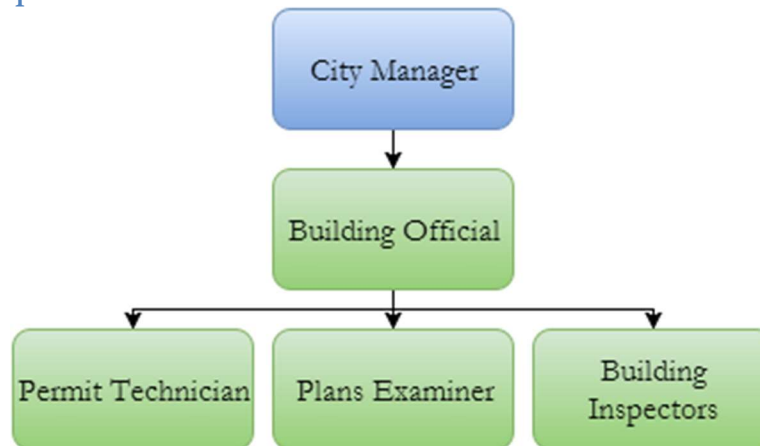 City Manager
Building Official
Permit Technician
Plans Examiner
Building
Inspectors